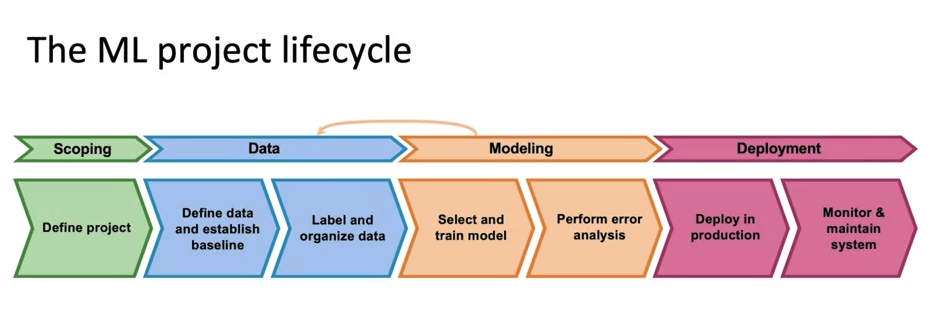 The ML project lifecycle
Scoping
Data
Modeling
Deployment
Define project
Define data
and establish
baseline
Label and
organize data
Select and
train model
Perform error
analysis
Deploy in
production
Monitor &
maintain
system